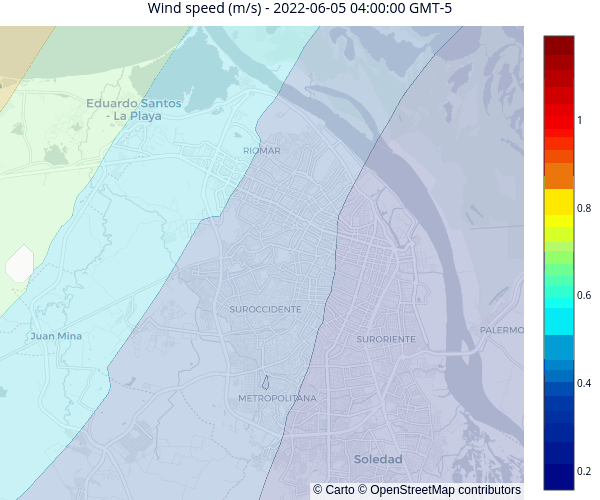 Wind speed (m/s) - 2022-06-05 04:00:00 GMT-5
Eduardo Santos
- La Playa
RIOMAR
SUROCCIDENTE
Juan Mina
SURORIENTE
PALERMO
METROPOLITANA
Soledad
© Carto © OpenStreetMap contributors
1
0.8
0.6
0.4
0.2